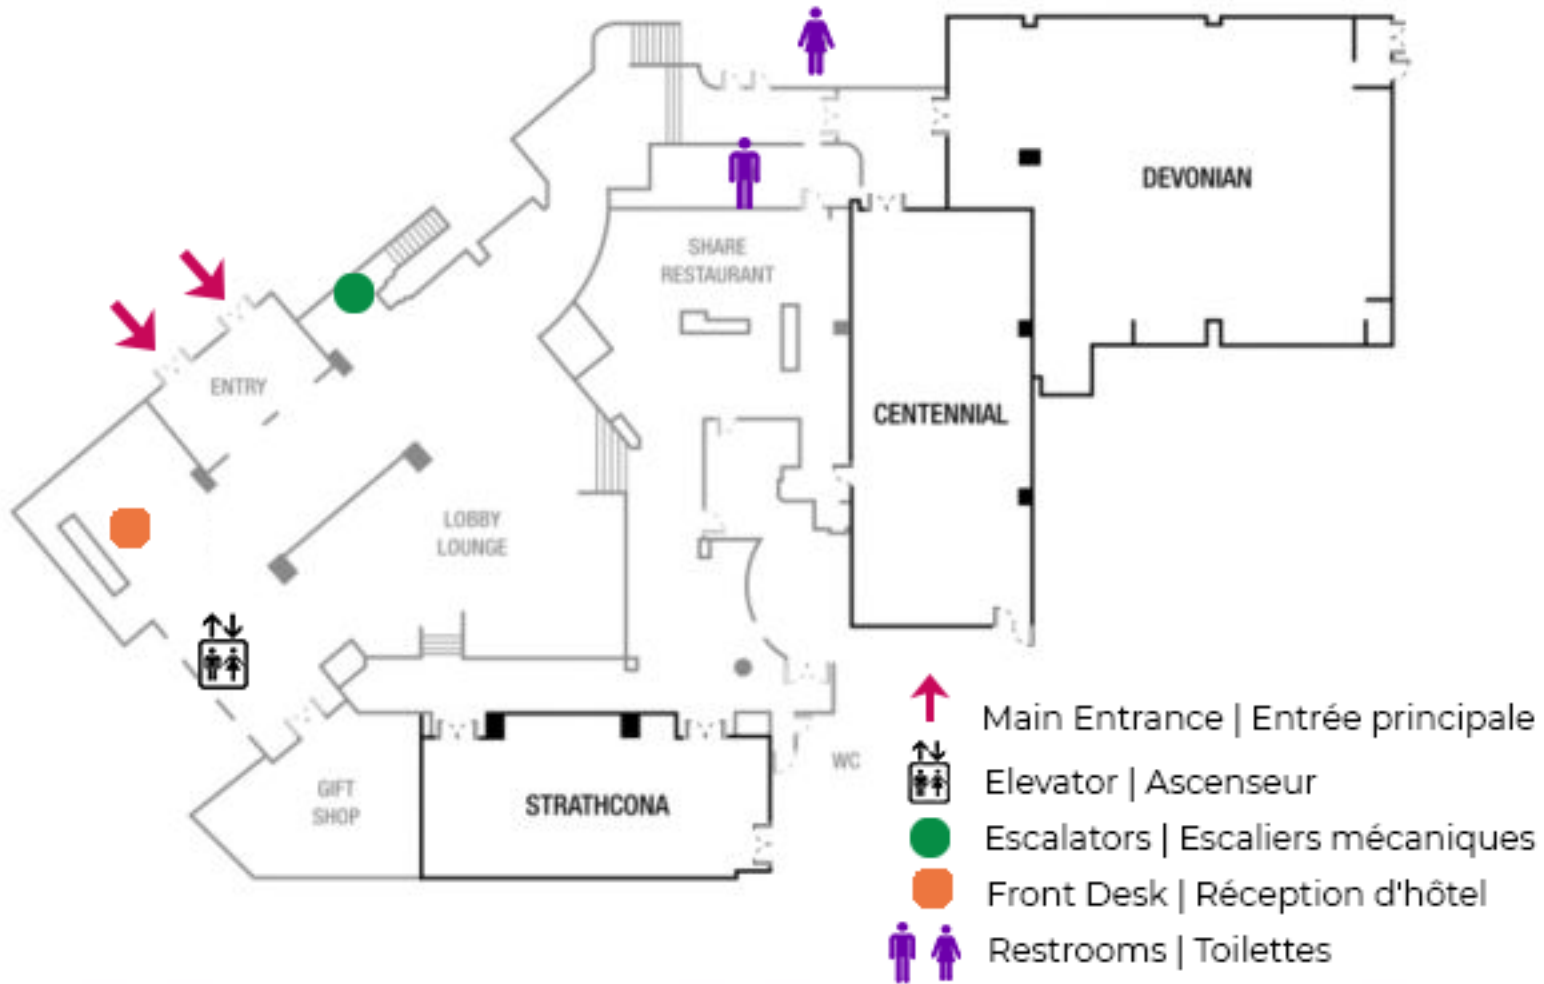 DEVONIAN
SHARE
RESTAURANT
ENTRY
CENTENNIAL
LOBBY
LOUNGE
GIFT
SHOP
STRATHCONA
WC
Main Entrance | Entrée principale
Elevator | Ascenseur
Escalators | Escaliers mécaniques
Front Desk | Réception d'hôtel
Restrooms | Toilettes